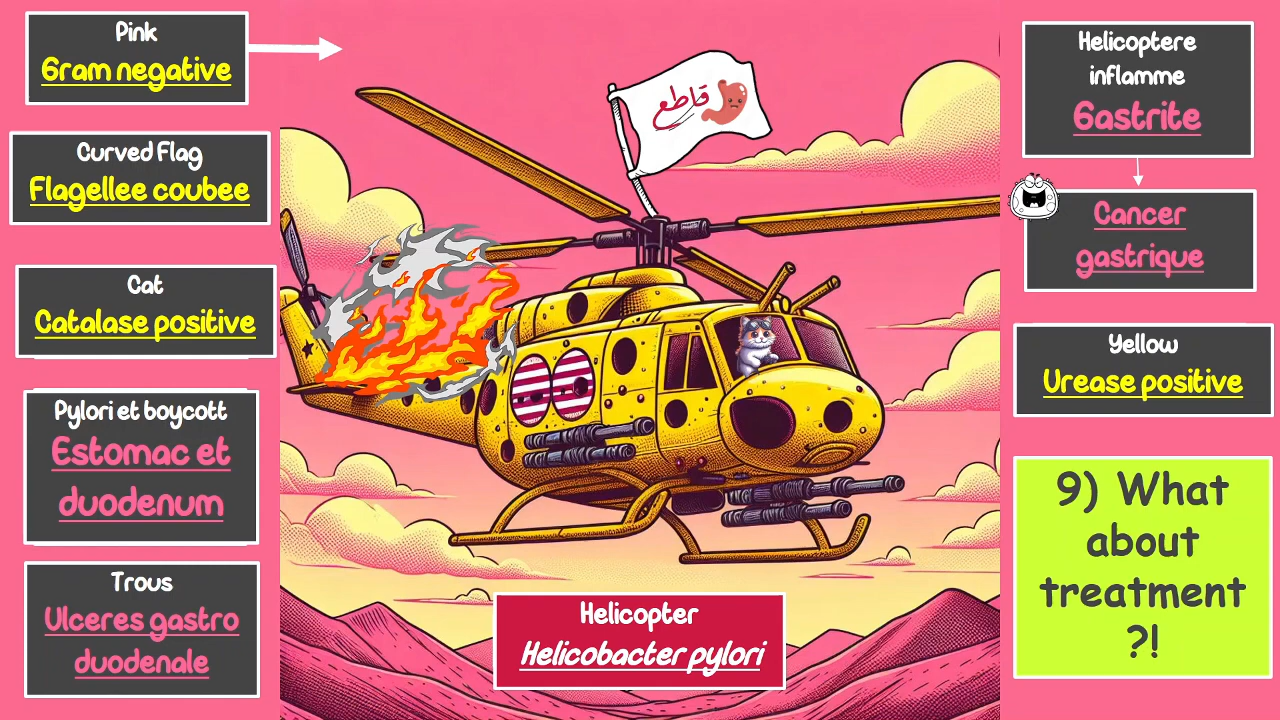 Pink
Gram negative
Curved Flag
Flagellee coubee
Cat
Catalase positive
Pylori et boycott
Estomac et
duodenum
Trous
Ulceres gastro
duodenale
قاطع
Helicopter
Helicobacter pylori
Helicoptere
inflamme
Gastrite
Cancer
gastrique
Yellow
Urease positive
9) What
about
treatment
?!